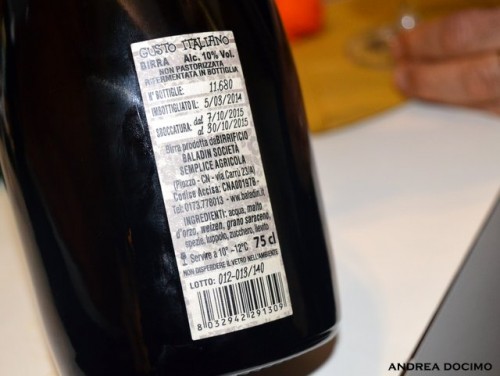 GUSTO ITALIANO
BIRRA Alc. 10% Vol.
NON PASTORIZZATA
RIFERMENTATA IN BOTTIGLIA
N° BOTTIGLIE: 11.680
IMBOTTIGLIATO IL: 5/03/2014
SBOCCATURA: dal 7/10/2015
al 30/10/2015
Birra prodotta da BIRRIFICIO
BALADIN SOCIETÀ
SEMPLICE AGRICOLA
(Piozzo - CN - via Carrù 23/4)
Codice Accisa: CNA00197B
Tel: 0173.778013 - www.baladin.it
INGREDIENTI: acqua, malto
d'orzo, weizen, grano saraceno,
spezie, luppolo, zucchero, lievito
Servire a 10° -12°C 75 cl
NON DISPERDERE IL VETRO NELL'AMBIENTE
LOTTO: 012-013/140
8 032942 291309
ANDREA DOCIMO